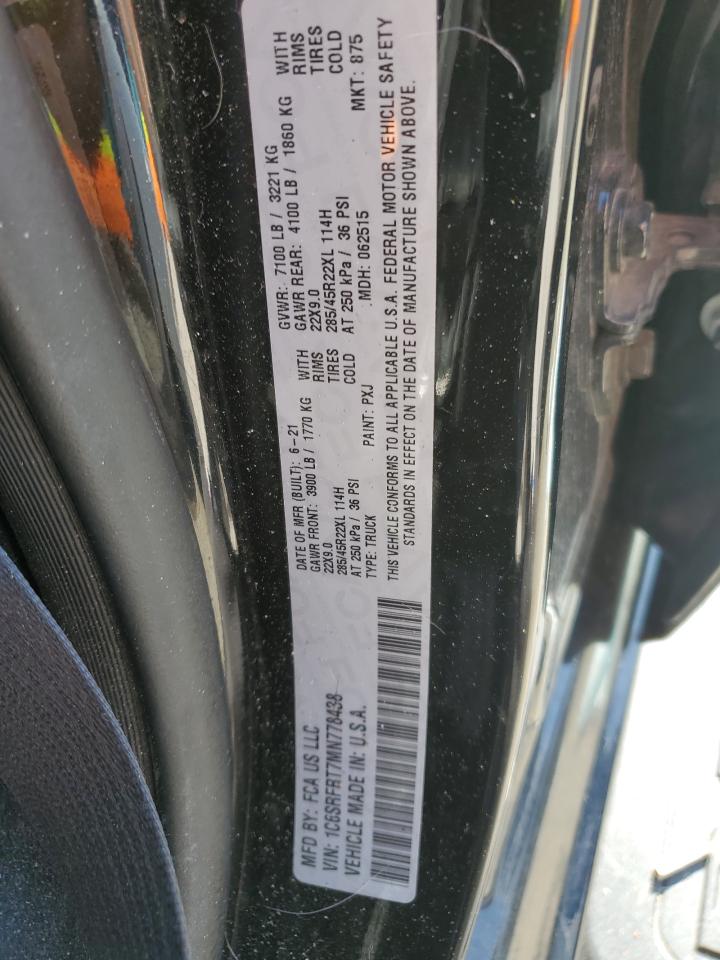 MFD BY: FCA US LLC
VIN: 1C6SRFRT7MN778438
VEHICLE MADE IN: U.S.A.
DATE OF MFR (BUILT): 6-21
GAWR FRONT: 3900 LB / 1770 KG WITH
22X9.0 RIMS
285/45R22XL 114H TIRES
AT 250 kPa / 36 PSI COLD
TYPE: TRUCK PAINT: PXJ
GVWR: 7100 LB / 3221 KG
GAWR REAR: 4100 LB / 1860 KG WITH
22X9.0 RIMS
285/45R22XL 114H TIRES
AT 250 kPa / 36 PSI COLD
MDH: 062515 MKT: 875
THIS VEHICLE CONFORMS TO ALL APPLICABLE U.S.A. FEDERAL MOTOR VEHICLE SAFETY
STANDARDS IN EFFECT ON THE DATE OF MANUFACTURE SHOWN ABOVE.